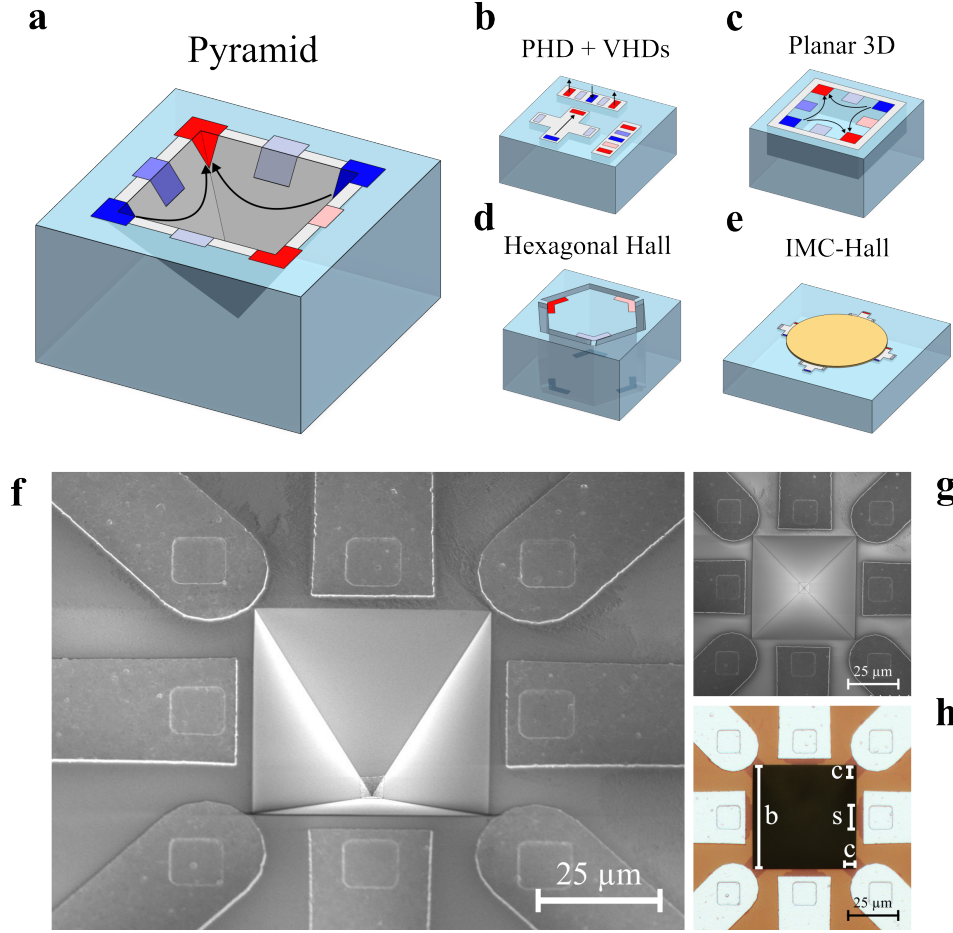 a
Pyramid
b
PHD + VHDs
c
Planar 3D
d
Hexagonal Hall
e
IMC-Hall
f
25 µm
g
25 µm
h
b
c
s
c
25 µm